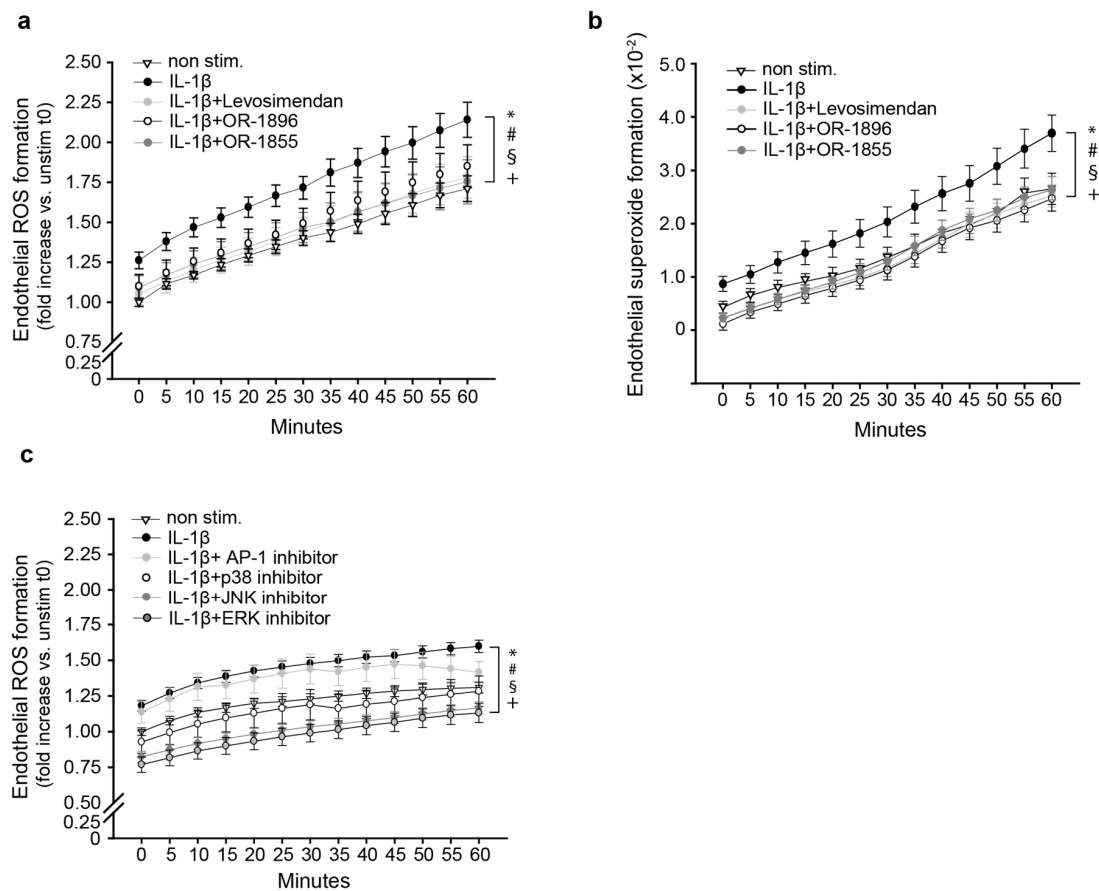 a
Endothelial ROS formation
(fold increase vs. unstim t0)
2.50
2.25
2.00
1.75
1.50
1.25
1.00
0.75
0.25
0
non stim.
IL-1β
IL-1β+Levosimendan
IL-1β+OR-1896
IL-1β+OR-1855
*
#
§
+
0 5 10 15 20 25 30 35 40 45 50 55 60
Minutes
b
Endothelial superoxide formation (x10⁻²)
5.0
4.0
3.0
2.0
1.0
0
non stim.
IL-1β
IL-1β+Levosimendan
IL-1β+OR-1896
IL-1β+OR-1855
*
#
§
+
0 5 10 15 20 25 30 35 40 45 50 55 60
Minutes
c
Endothelial ROS formation
(fold increase vs. unstim t0)
2.50
2.25
2.00
1.75
1.50
1.25
1.00
0.75
0.50
0.25
0
non stim.
IL-1β
IL-1β+ AP-1 inhibitor
IL-1β+p38 inhibitor
IL-1β+JNK inhibitor
IL-1β+ERK inhibitor
*
#
§
+
0 5 10 15 20 25 30 35 40 45 50 55 60
Minutes